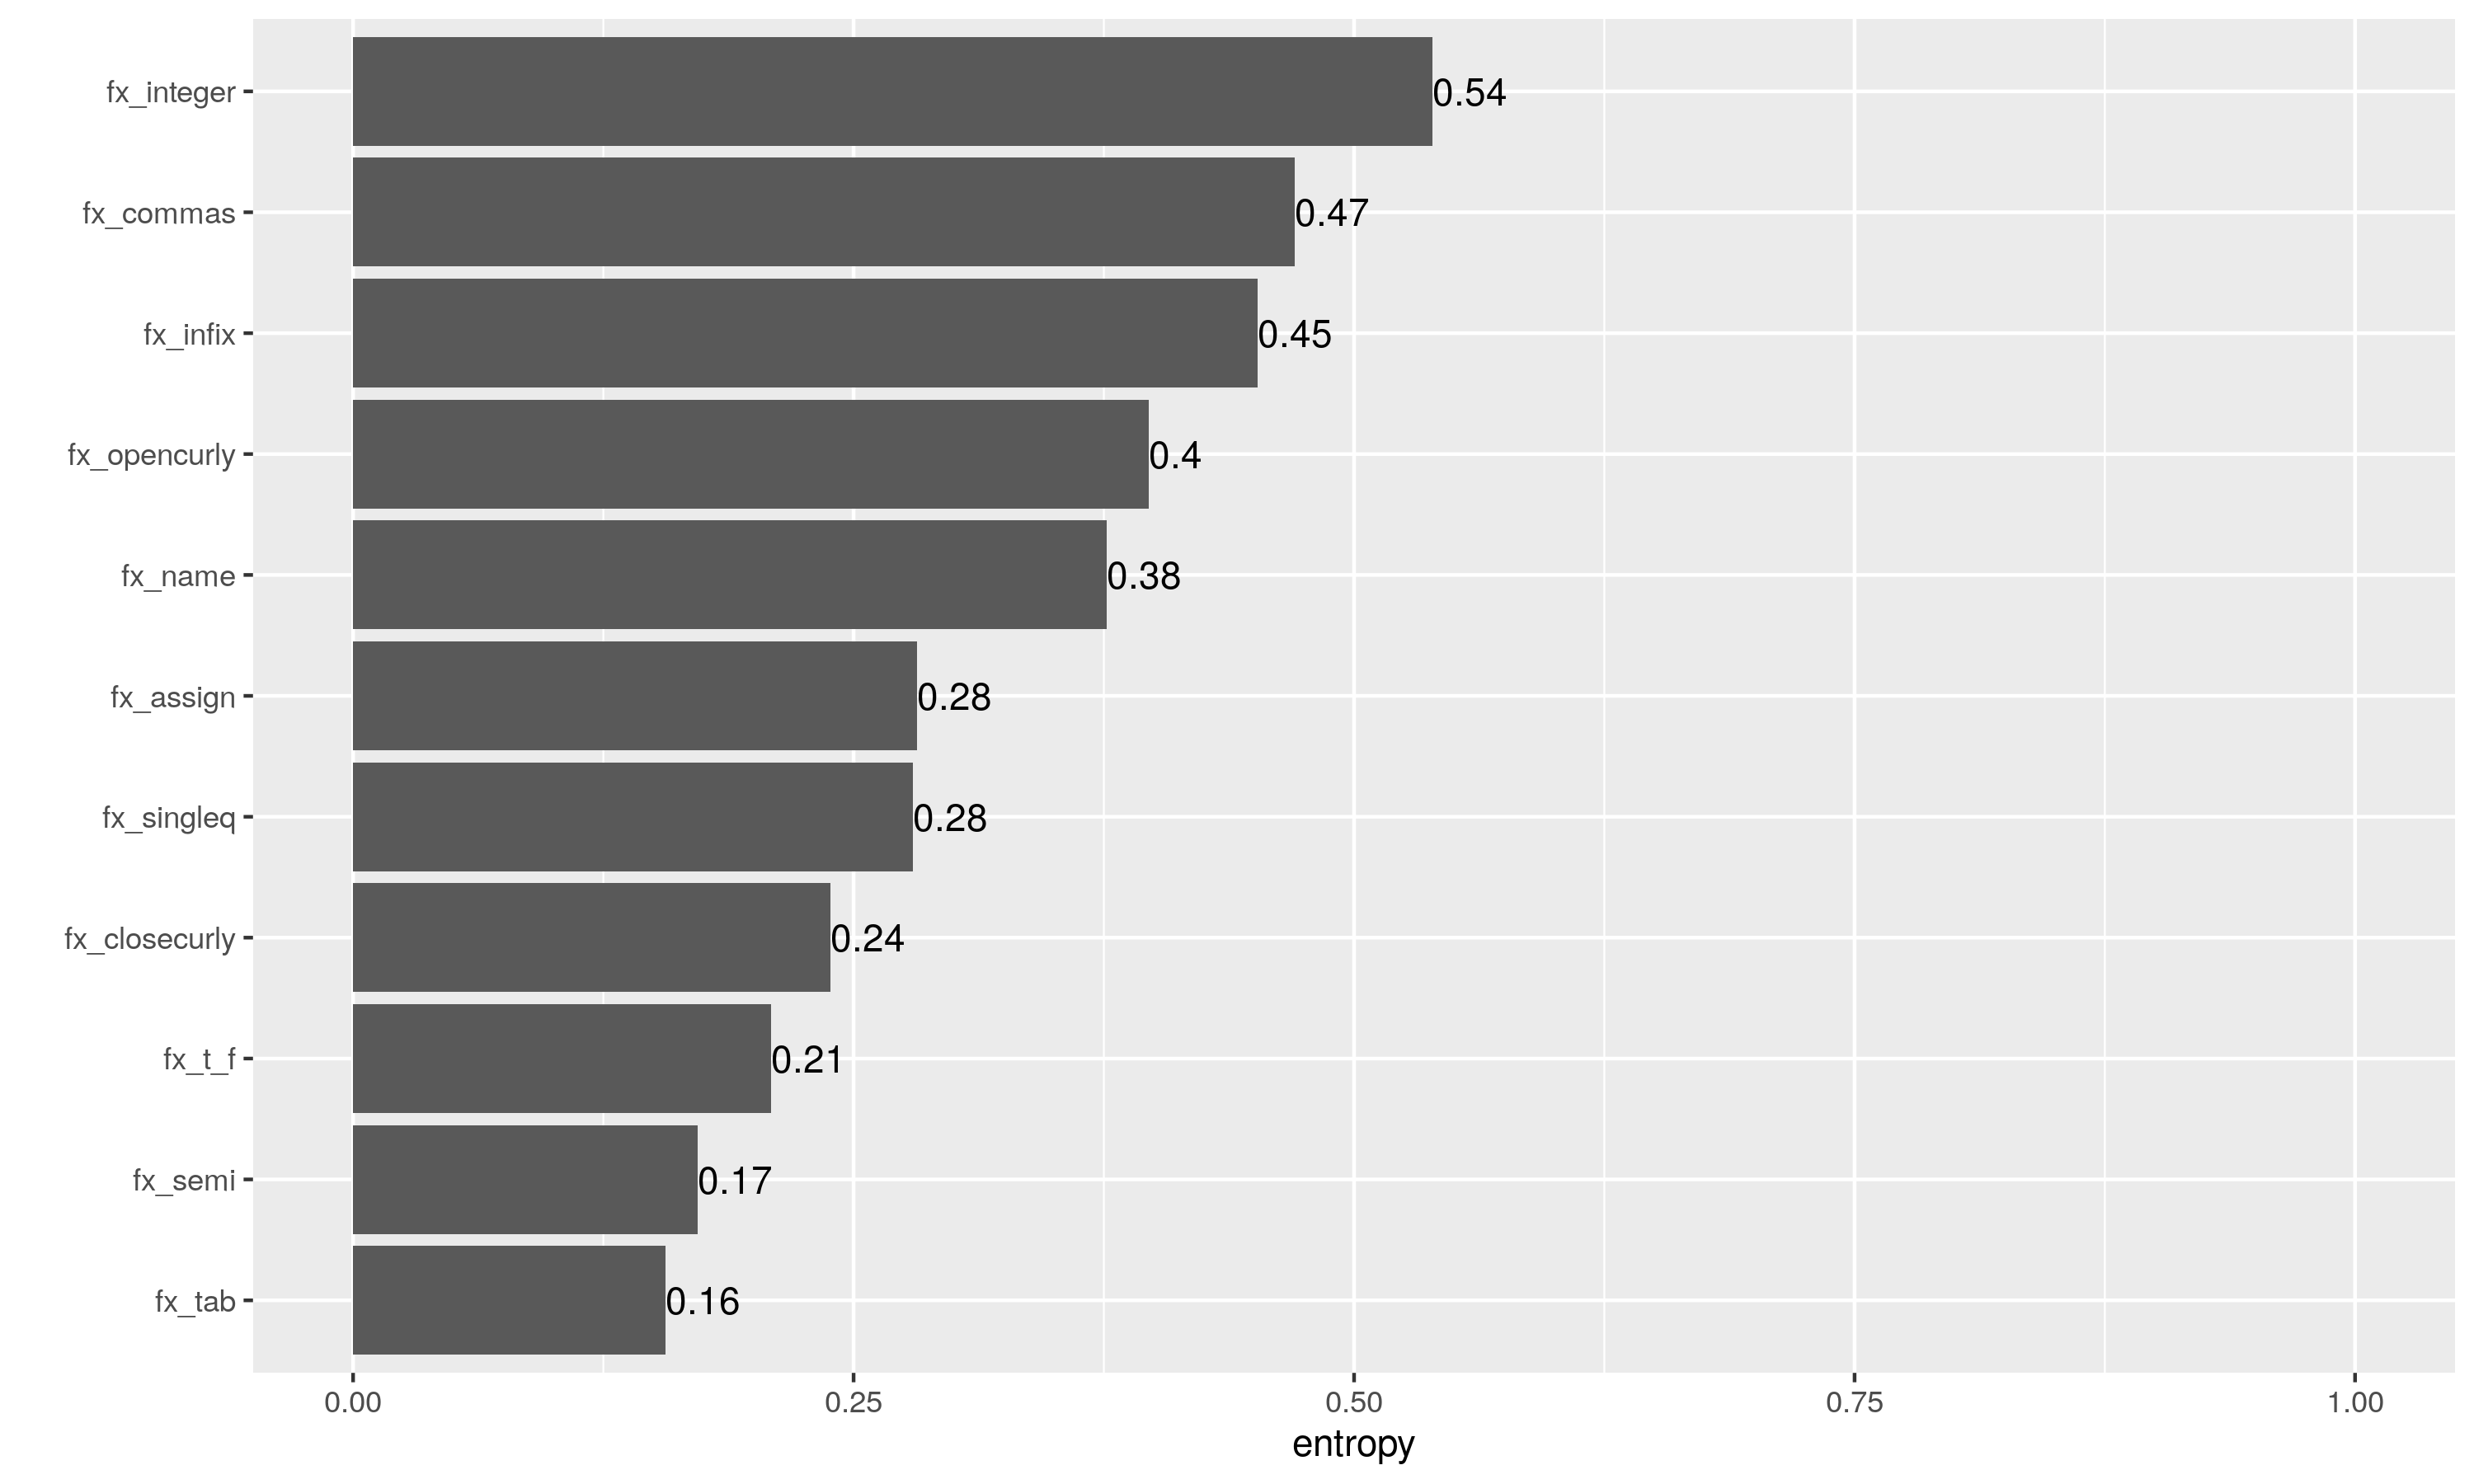 fx_integer 0.54
fx_commas 0.47
fx_infix 0.45
fx_opencurly 0.4
fx_name 0.38
fx_assign 0.28
fx_singleq 0.28
fx_closecurly 0.24
fx_t_f 0.21
fx_semi 0.17
fx_tab 0.16
0.00 0.25 0.50 0.75 1.00
entropy